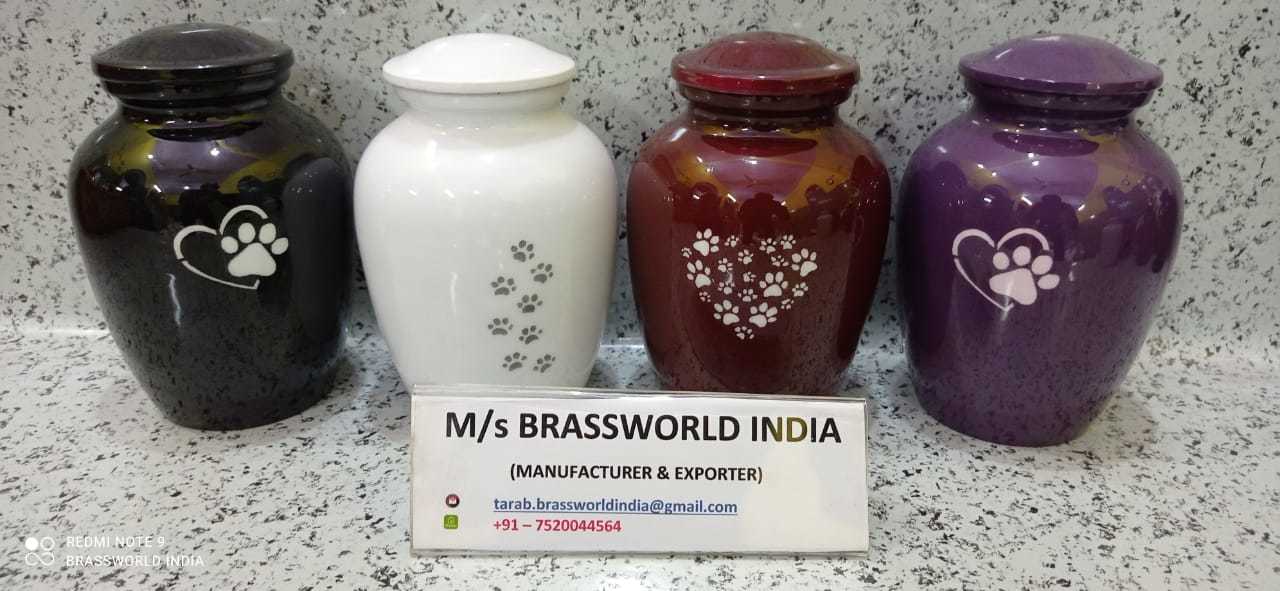 M/s BRASSWORLD INDIA
(MANUFACTURER & EXPORTER)
tarab.brassworldindia@gmail.com
+91 – 7520044564
REDMI NOTE 9
BRASSWORLD INDIA